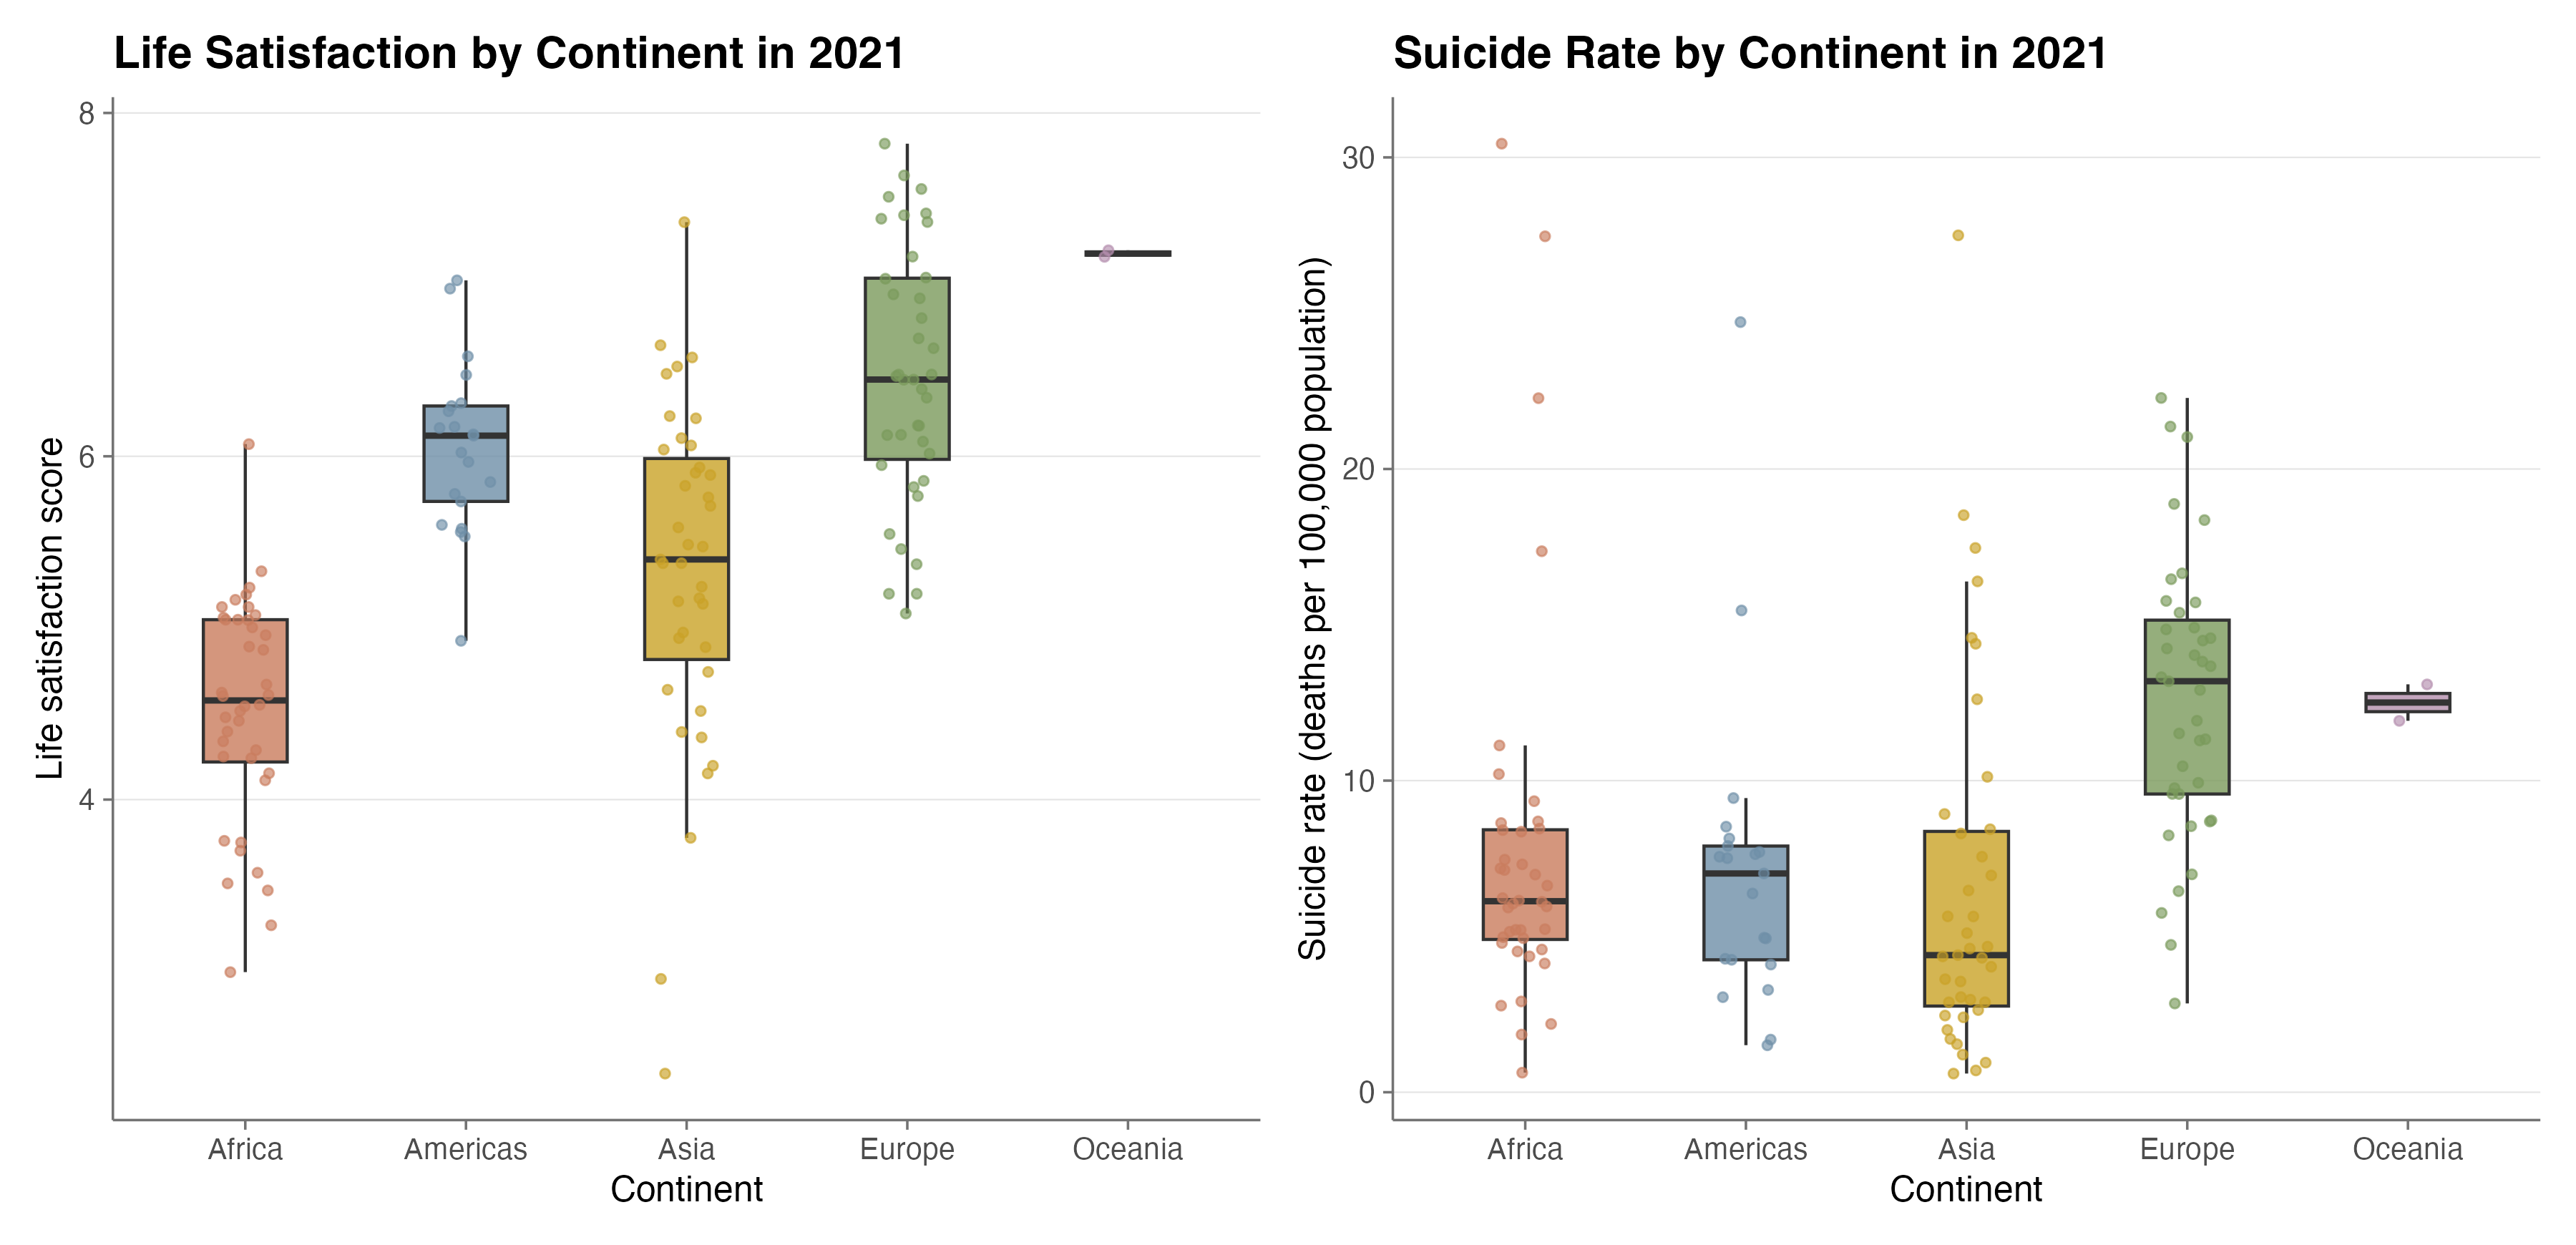 Life Satisfaction by Continent in 2021
Life satisfaction score
8
6
4
Africa
Americas
Asia
Europe
Oceania
Continent
Suicide Rate by Continent in 2021
Suicide rate (deaths per 100,000 population)
30
20
10
0
Africa
Americas
Asia
Europe
Oceania
Continent